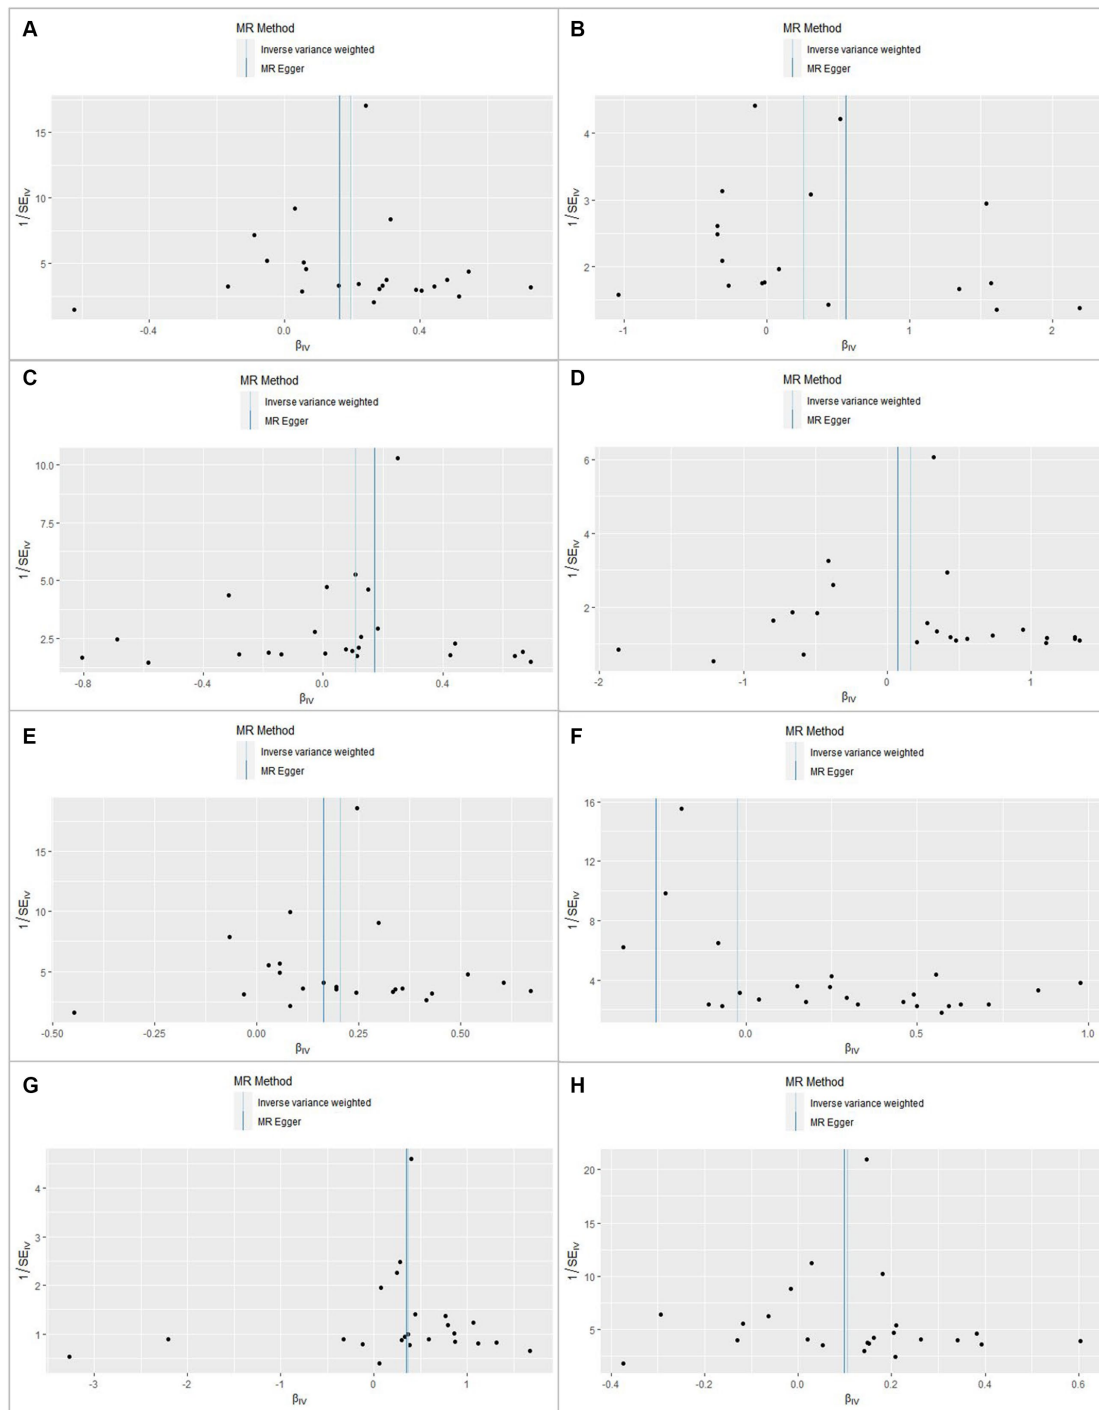 A
MR Method
Inverse variance weighted
MR Egger
15
10
5
1/SE_IV
-0.4
0.0
0.4
β_IV
B
MR Method
Inverse variance weighted
MR Egger
4
3
2
1/SE_IV
-1
0
1
2
β_IV
C
MR Method
Inverse variance weighted
MR Egger
10.0
7.5
5.0
2.5
1/SE_IV
-0.8
-0.4
0.0
0.4
β_IV
D
MR Method
Inverse variance weighted
MR Egger
6
4
2
1/SE_IV
-2
-1
0
1
β_IV
E
MR Method
Inverse variance weighted
MR Egger
15
10
5
1/SE_IV
-0.50
-0.25
0.00
0.25
0.50
β_IV
F
MR Method
Inverse variance weighted
MR Egger
16
12
8
4
1/SE_IV
0.0
0.5
1.0
β_IV
G
MR Method
Inverse variance weighted
MR Egger
4
3
2
1
1/SE_IV
-3
-2
-1
0
1
β_IV
H
MR Method
Inverse variance weighted
MR Egger
20
15
10
5
1/SE_IV
-0.4
-0.2
0.0
0.2
0.4
0.6
β_IV